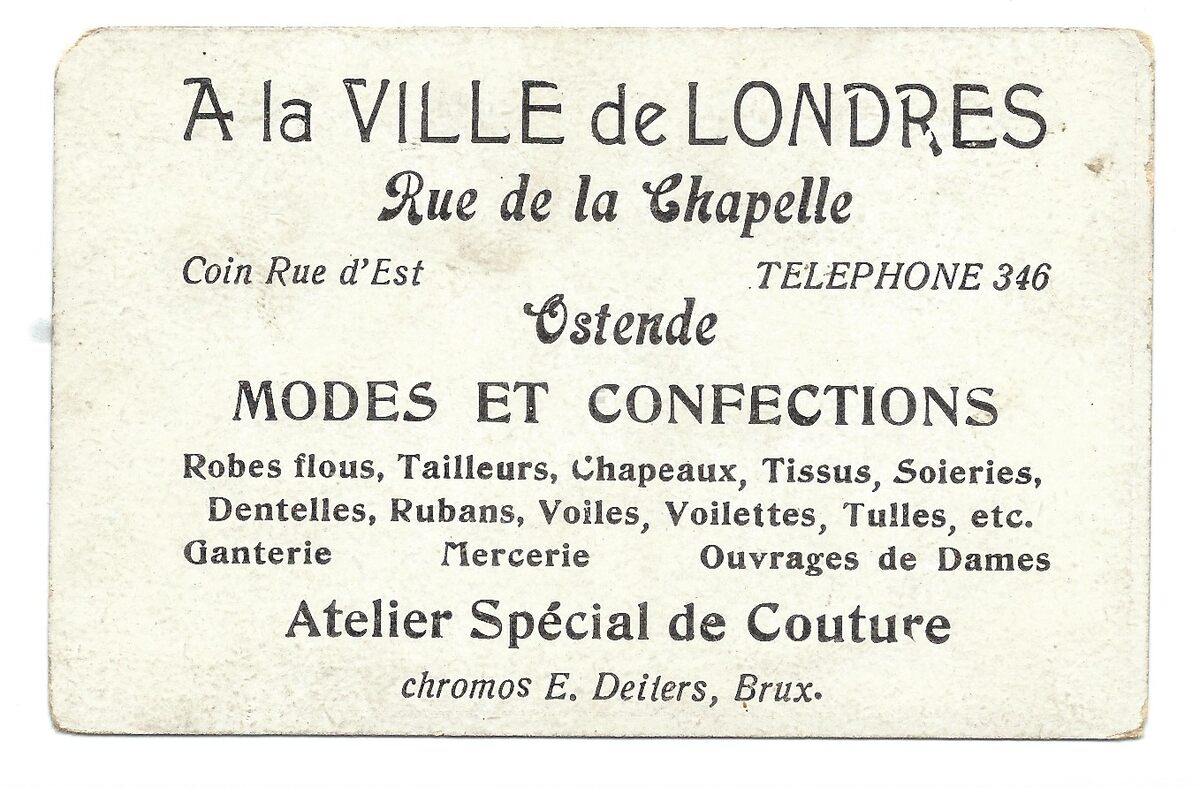 A la VILLE de LONDRES
Rue de la Chapelle
Coin Rue d'Est TELEPHONE 346
Ostende
MODES ET CONFECTIONS
Robes flous, Tailleurs, Chapeaux, Tissus, Soieries,
Dentelles, Rubans, Voiles, Voilettes, Tulles, etc.
Ganterie Mercerie Ouvrages de Dames
Atelier Spécial de Couture
chromos E. Deiters, Brux.